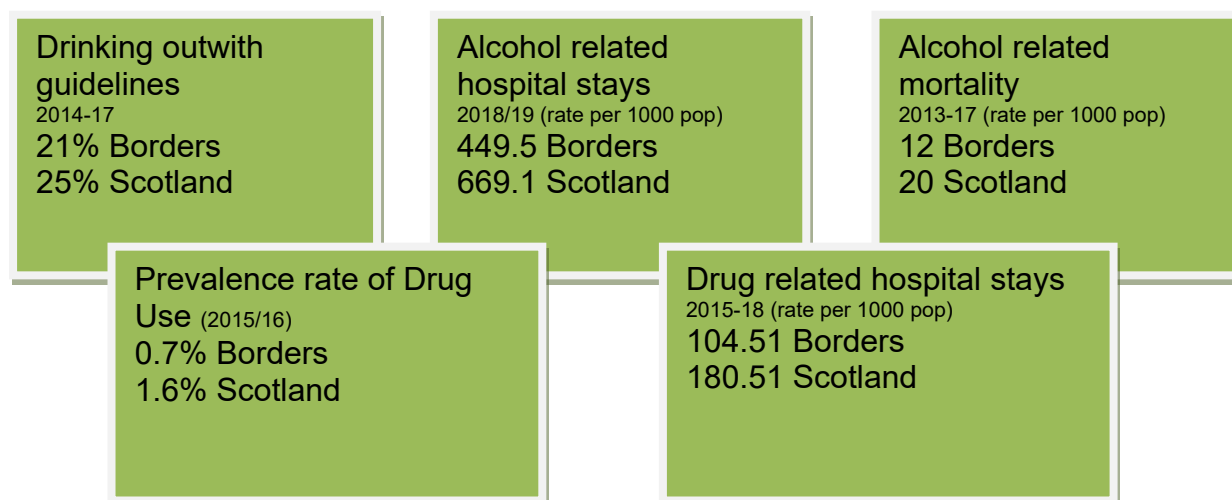 Drinking outwith
guidelines
2014-17
21% Borders
25% Scotland
Alcohol related
hospital stays
2018/19 (rate per 1000 pop)
449.5 Borders
669.1 Scotland
Alcohol related
mortality
2013-17 (rate per 1000 pop)
12 Borders
20 Scotland
Prevalence rate of Drug
Use (2015/16)
0.7% Borders
1.6% Scotland
Drug related hospital stays
2015-18 (rate per 1000 pop)
104.51 Borders
180.51 Scotland